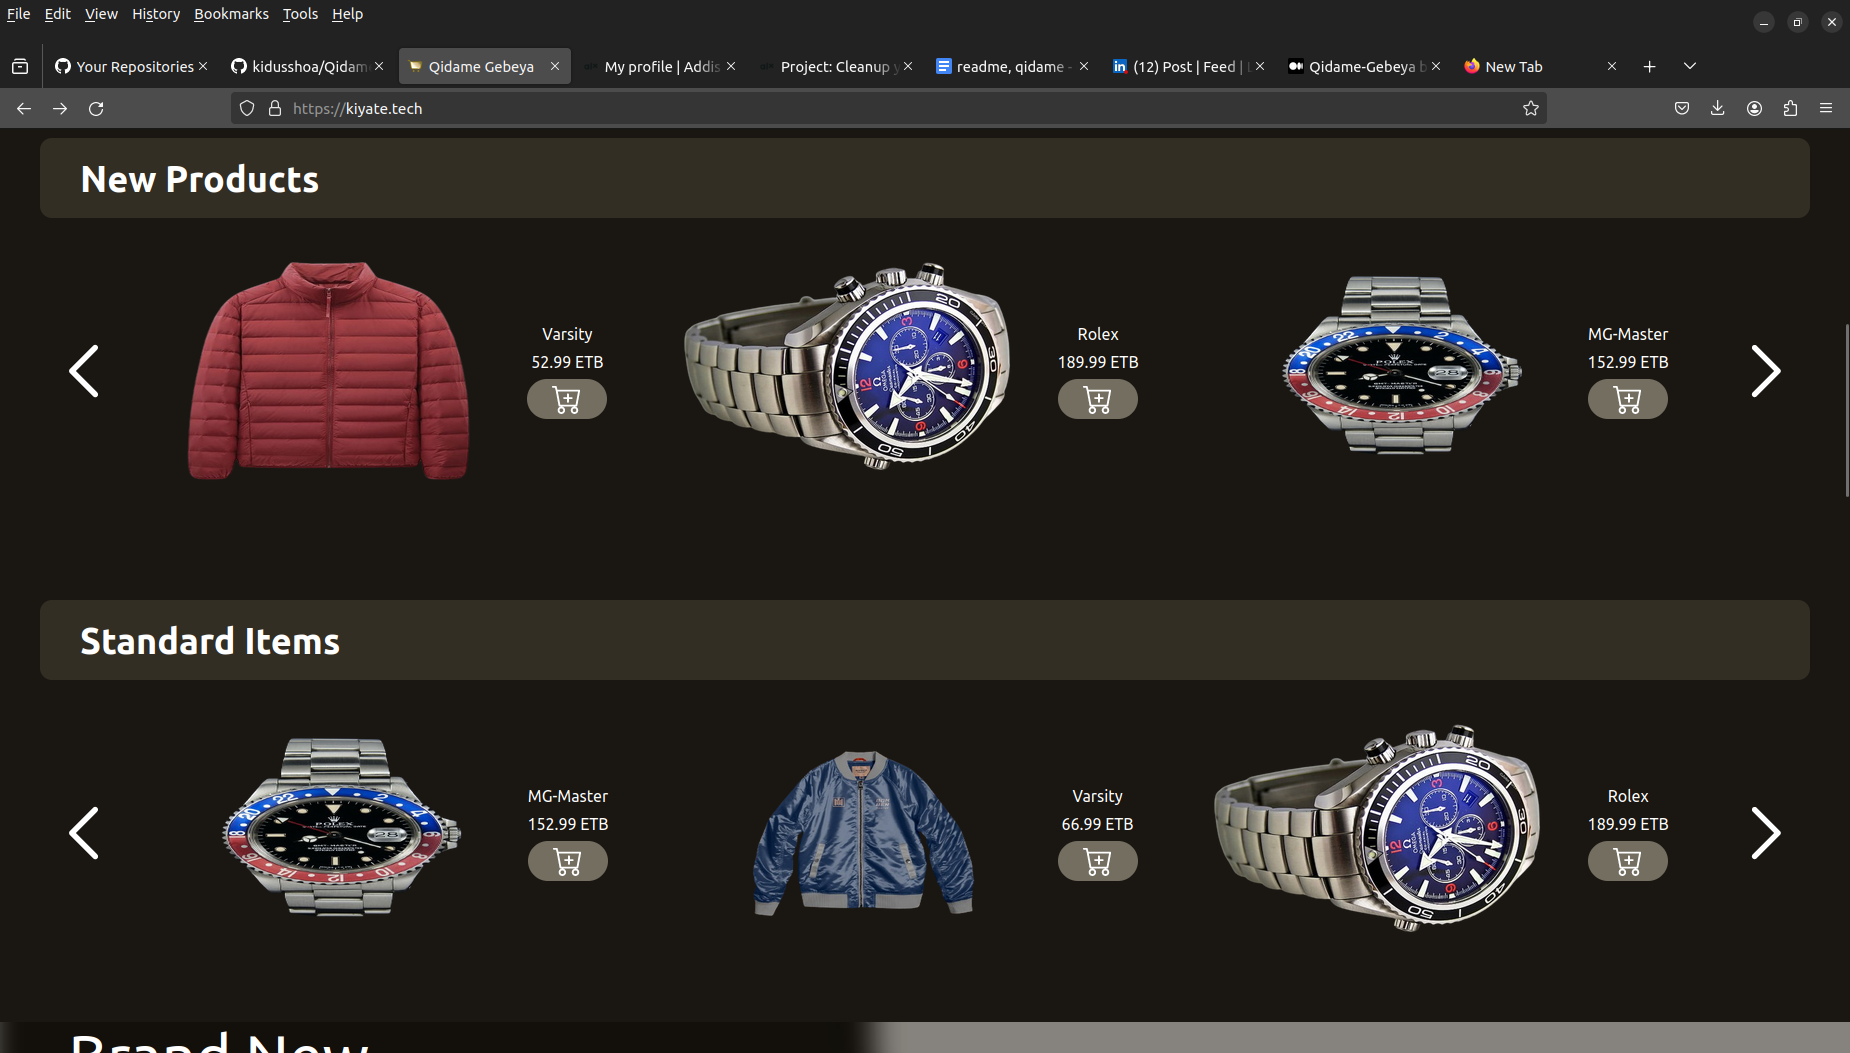 File Edit View History Bookmarks Tools Help
Your Repositories
kidusshoa/Qidam
Qidame Gebeya
My profile | Addis
Project: Cleanup y
readme, qidame -
(12) Post | Feed | L
Qidame-Gebeya b
New Tab
https://kiyate.tech
New Products
Varsity
52.99 ETB
Rolex
189.99 ETB
MG-Master
152.99 ETB
Standard Items
MG-Master
152.99 ETB
Varsity
66.99 ETB
Rolex
189.99 ETB
Brand New